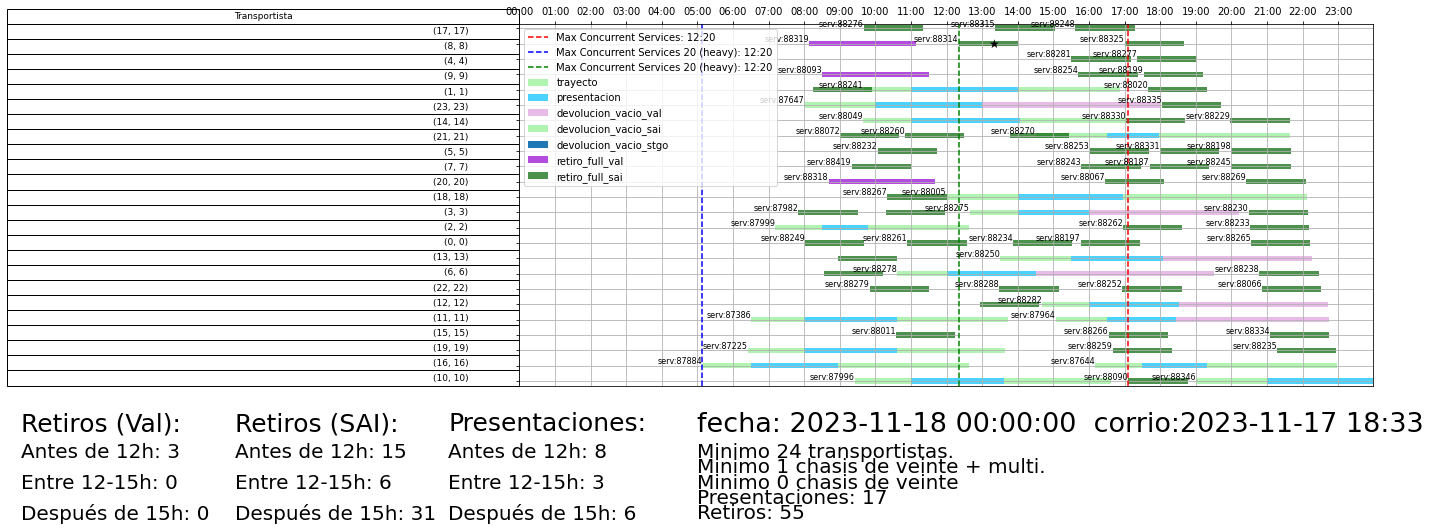 Transportista
00:00 01:00 02:00 03:00 04:00 05:00 06:00 07:00 08:00 09:00 10:00 11:00 12:00 13:00 14:00 15:00 16:00 17:00 18:00 19:00 20:00 21:00 22:00 23:00
(17, 17) serv:88276 serv:88315 serv:88248
(8, 8) serv:88319 serv:88314 serv:88325
(4, 4) serv:88281 serv:88277
(9, 9) serv:88093 serv:88254 serv:88199
(1, 1) serv:88241 serv:88020
(23, 23) serv:87647 serv:88335
(14, 14) serv:88049 serv:88330 serv:88229
(21, 21) serv:88072 serv:88260 serv:88270
(5, 5) serv:88232 serv:88253 serv:88331 serv:88198
(7, 7) serv:88419 serv:88243 serv:88187 serv:88245
(20, 20) serv:88318 serv:88067 serv:88269
(18, 18) serv:88267 serv:88005
(3, 3) serv:87982 serv:88275 serv:88230
(2, 2) serv:87999 serv:88262 serv:88233
(0, 0) serv:88249 serv:88261 serv:88234 serv:88197 serv:88265
(13, 13) serv:88250
(6, 6) serv:88278 serv:88238
(22, 22) serv:88279 serv:88288 serv:88252 serv:88066
(12, 12) serv:88282
(11, 11) serv:87386 serv:87964
(15, 15) serv:88011 serv:88266 serv:88334
(19, 19) serv:87225 serv:88259 serv:88235
(16, 16) serv:87884 serv:87644
(10, 10) serv:87996 serv:88090 serv:88346
Max Concurrent Services: 12:20
Max Concurrent Services 20 (heavy): 12:20
Max Concurrent Services 20 (heavy): 12:20
trayecto
presentacion
devolucion_vacio_val
devolucion_vacio_sai
devolucion_vacio_stgo
retiro_full_val
retiro_full_sai
Retiros (Val):
Antes de 12h: 3
Entre 12-15h: 0
Después de 15h: 0
Retiros (SAI):
Antes de 12h: 15
Entre 12-15h: 6
Después de 15h: 31
Presentaciones:
Antes de 12h: 8
Entre 12-15h: 3
Después de 15h: 6
fecha: 2023-11-18 00:00:00 corrio:2023-11-17 18:33
Minimo 24 transportistas.
Minimo 1 chasis de veinte + multi.
Minimo 0 chasis de veinte
Presentaciones: 17
Retiros: 55